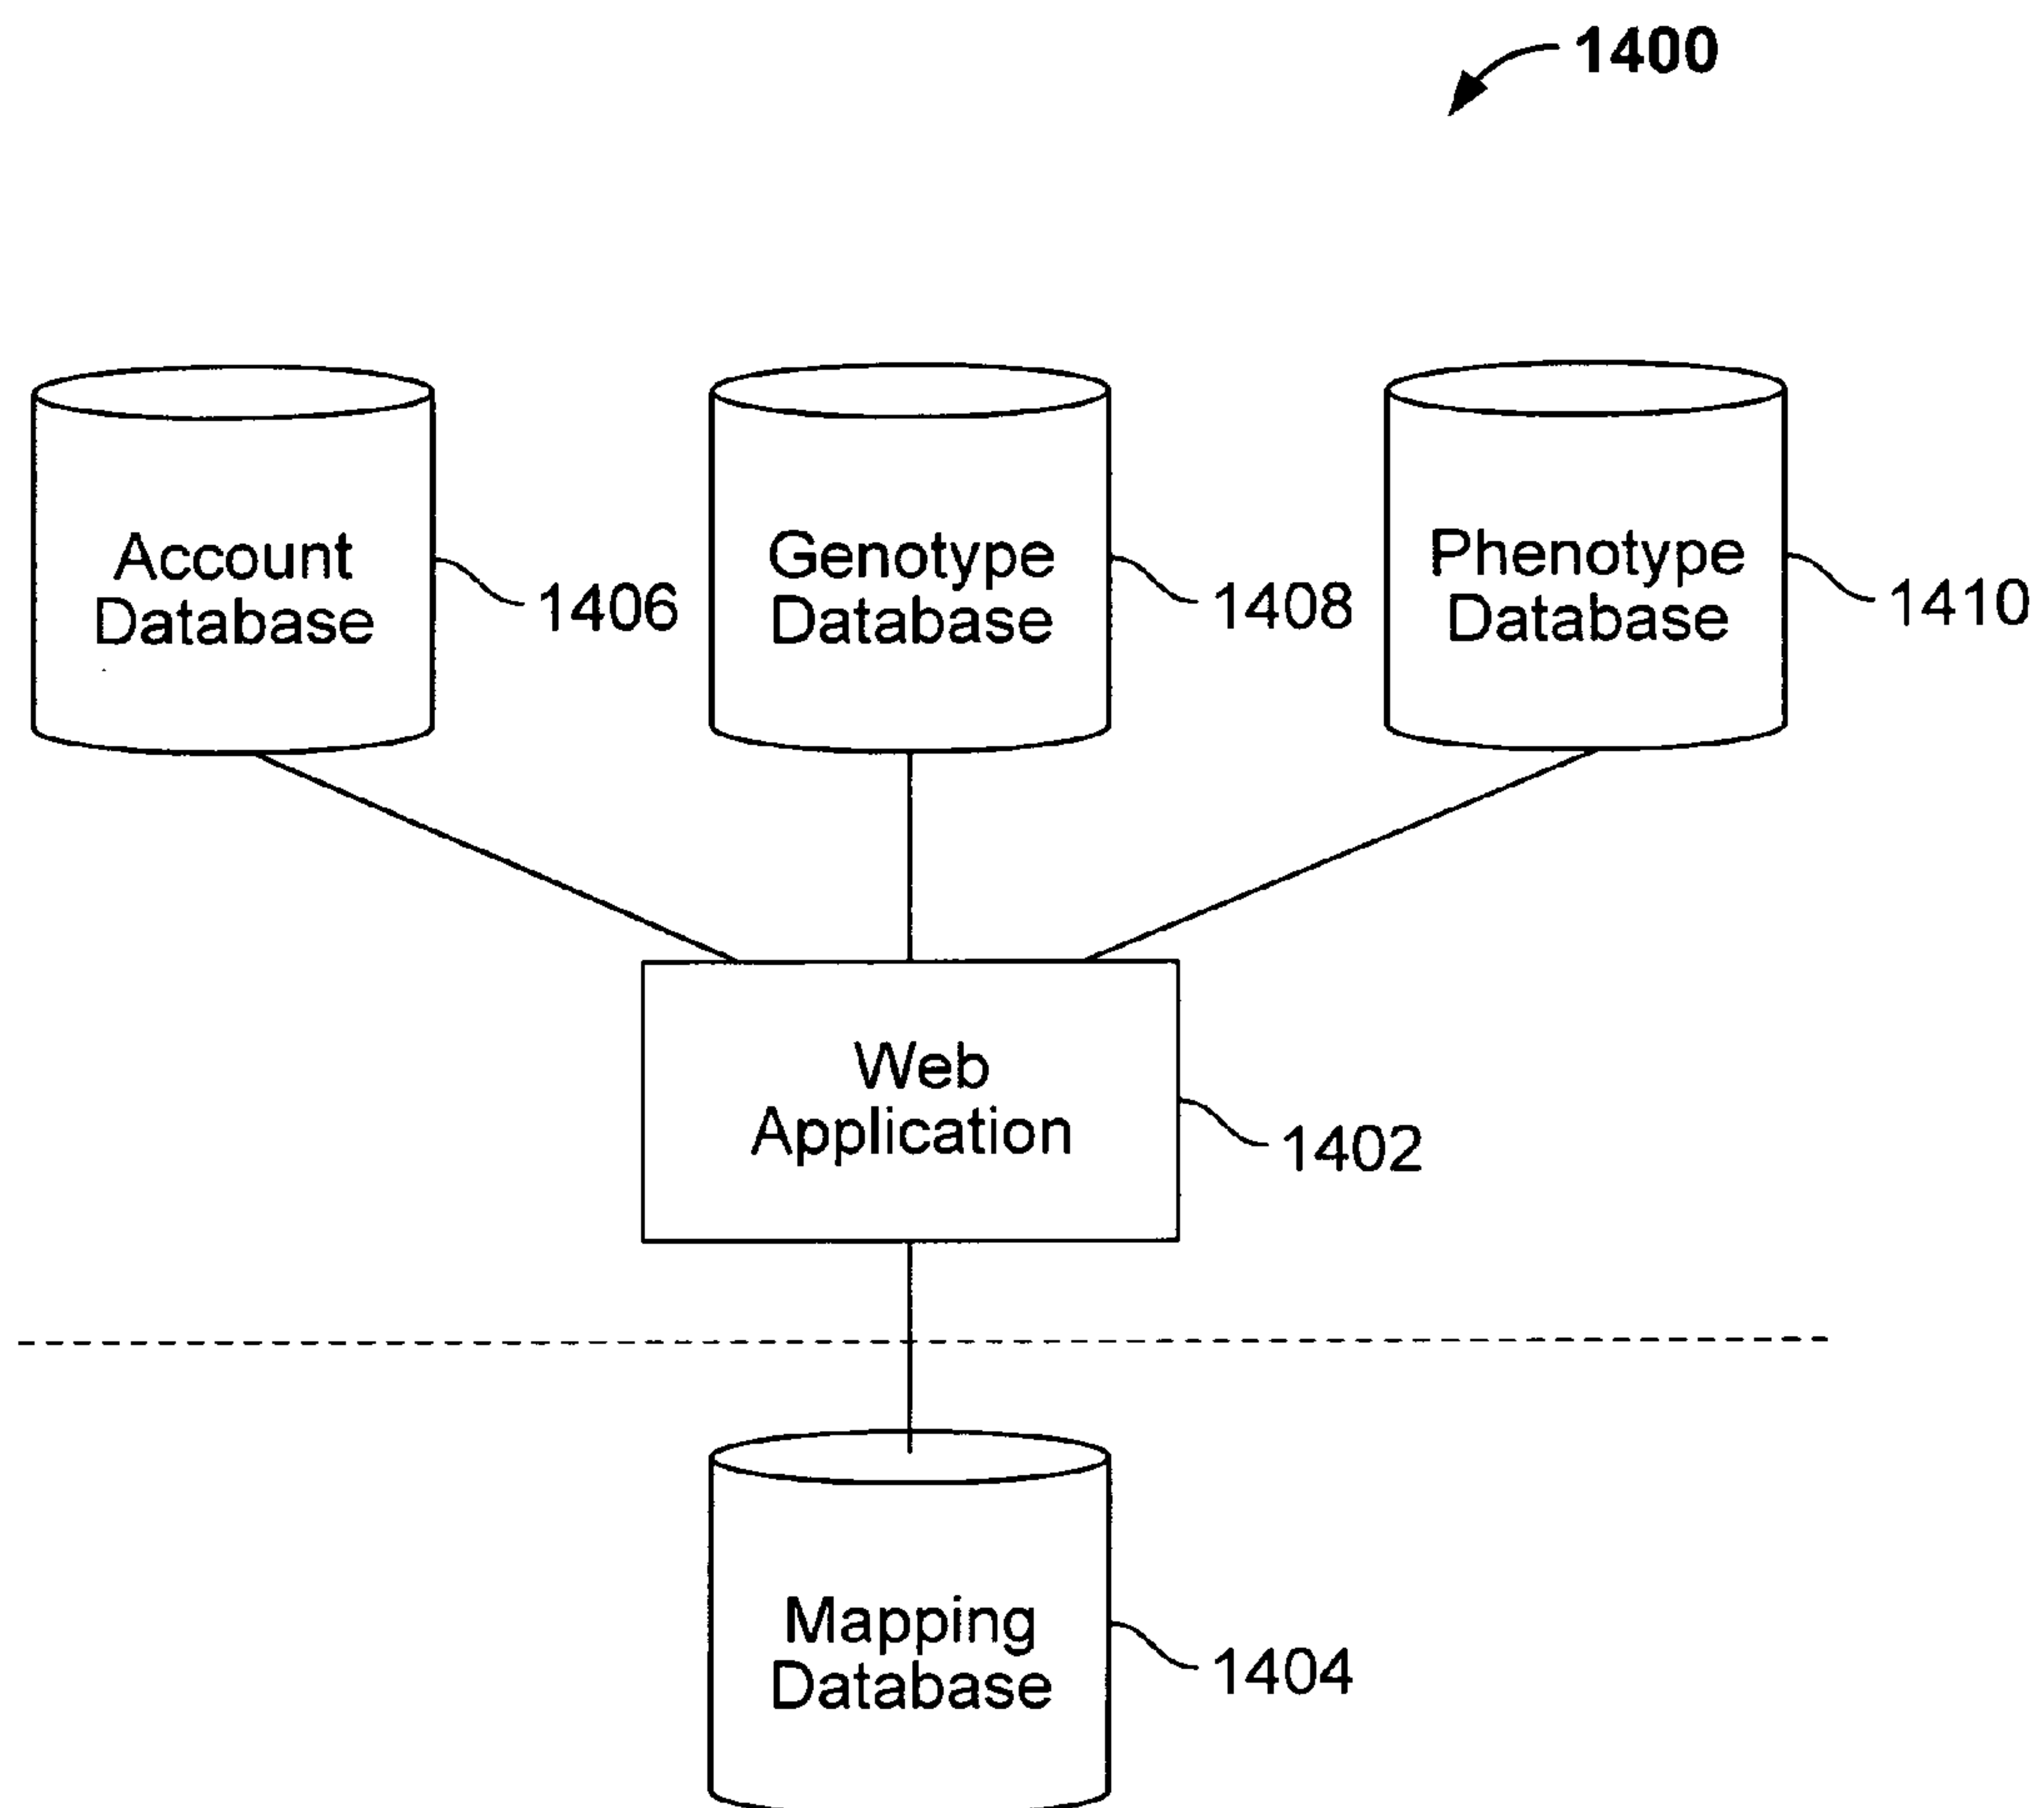 1400
Account
Database
1406
Genotype
Database
1408
Phenotype
Database
1410
Web
Application
1402
Mapping
Database
1404